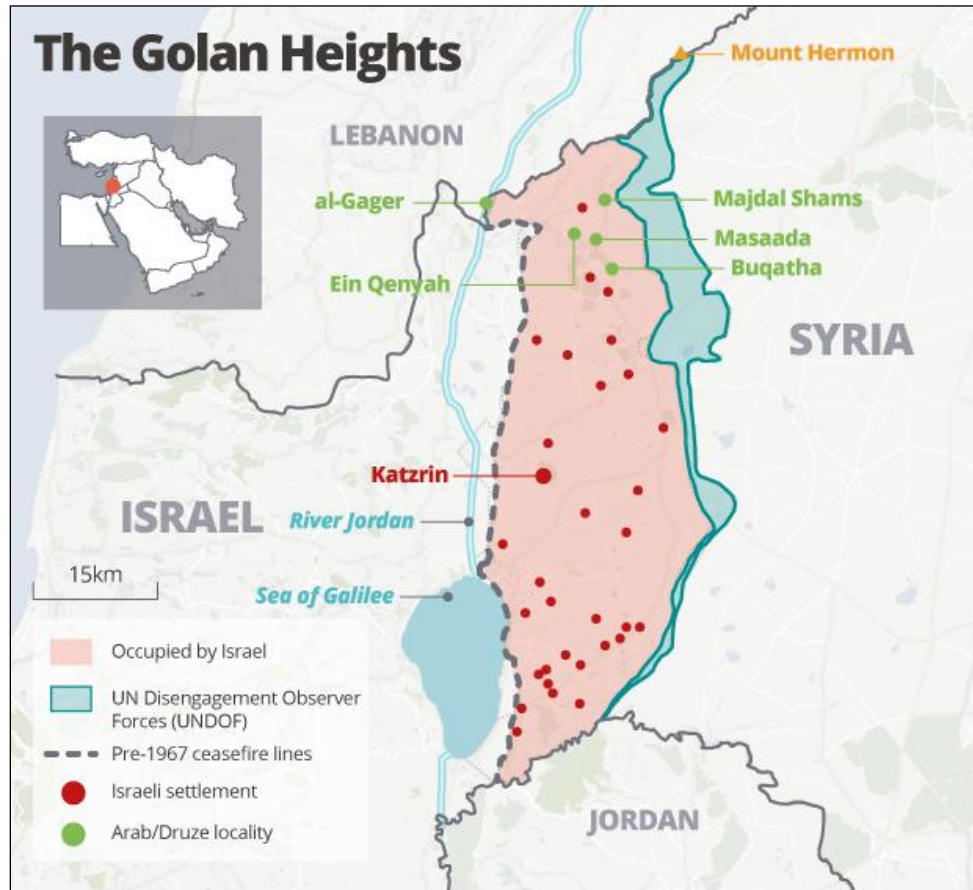 The Golan Heights
Mount Hermon
LEBANON
al-Gager
Majdal Shams
Masaada
Ein Qenyah
Buqatha
SYRIA
Katzrin
ISRAEL
River Jordan
15km
Sea of Galilee
Occupied by Israel
UN Disengagement Observer
Forces (UNDOF)
Pre-1967 ceasefire lines
Israeli settlement
Arab/Druze locality
JORDAN